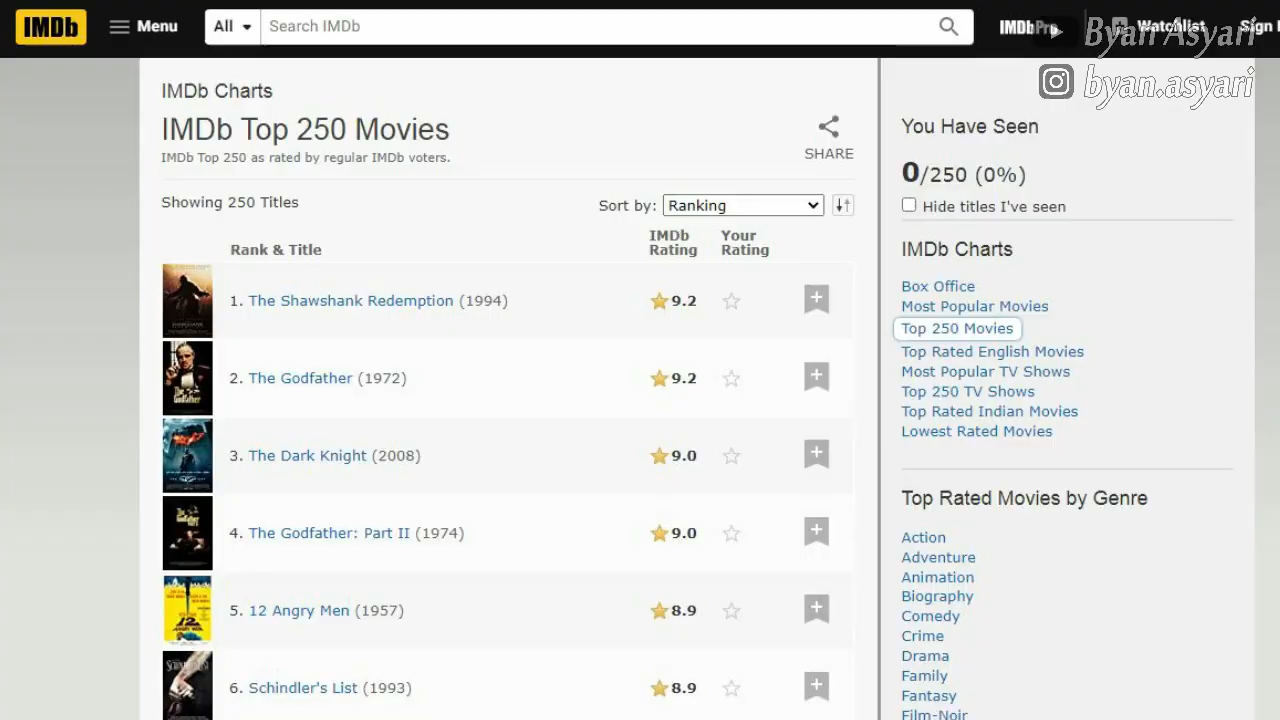 IMDb
Menu
All
Search IMDb
IMDbPro
Watchlist
Sign
Byan Asyari
byan.asyari
IMDb Charts
IMDb Top 250 Movies
IMDb Top 250 as rated by regular IMDb voters.
SHARE
Showing 250 Titles
Sort by: Ranking
Rank & Title
IMDb Rating
Your Rating
1. The Shawshank Redemption (1994) 9.2
2. The Godfather (1972) 9.2
3. The Dark Knight (2008) 9.0
4. The Godfather: Part II (1974) 9.0
5. 12 Angry Men (1957) 8.9
6. Schindler's List (1993) 8.9
You Have Seen
0/250 (0%)
Hide titles I've seen
IMDb Charts
Box Office
Most Popular Movies
Top 250 Movies
Top Rated English Movies
Most Popular TV Shows
Top 250 TV Shows
Top Rated Indian Movies
Lowest Rated Movies
Top Rated Movies by Genre
Action
Adventure
Animation
Biography
Comedy
Crime
Drama
Family
Fantasy
Film-Noir